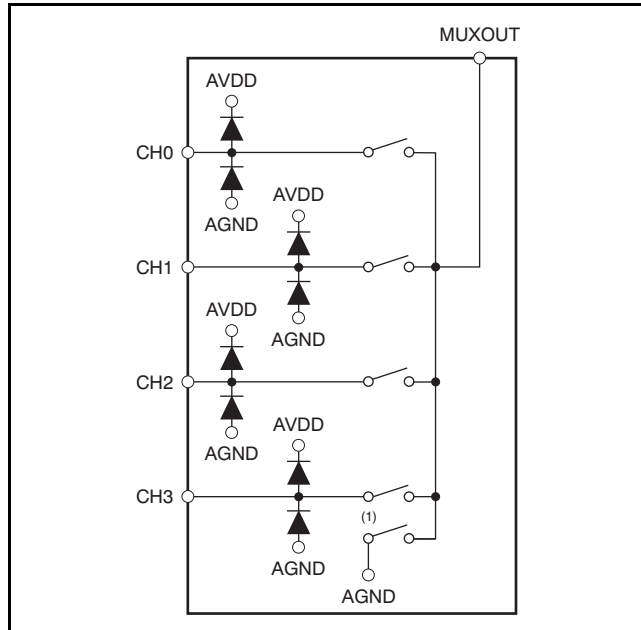 MUXOUT
AVDD
CH0
AGND
AVDD
CH1
AGND
AVDD
CH2
AGND
AVDD
CH3
(1)
AGND
AGND